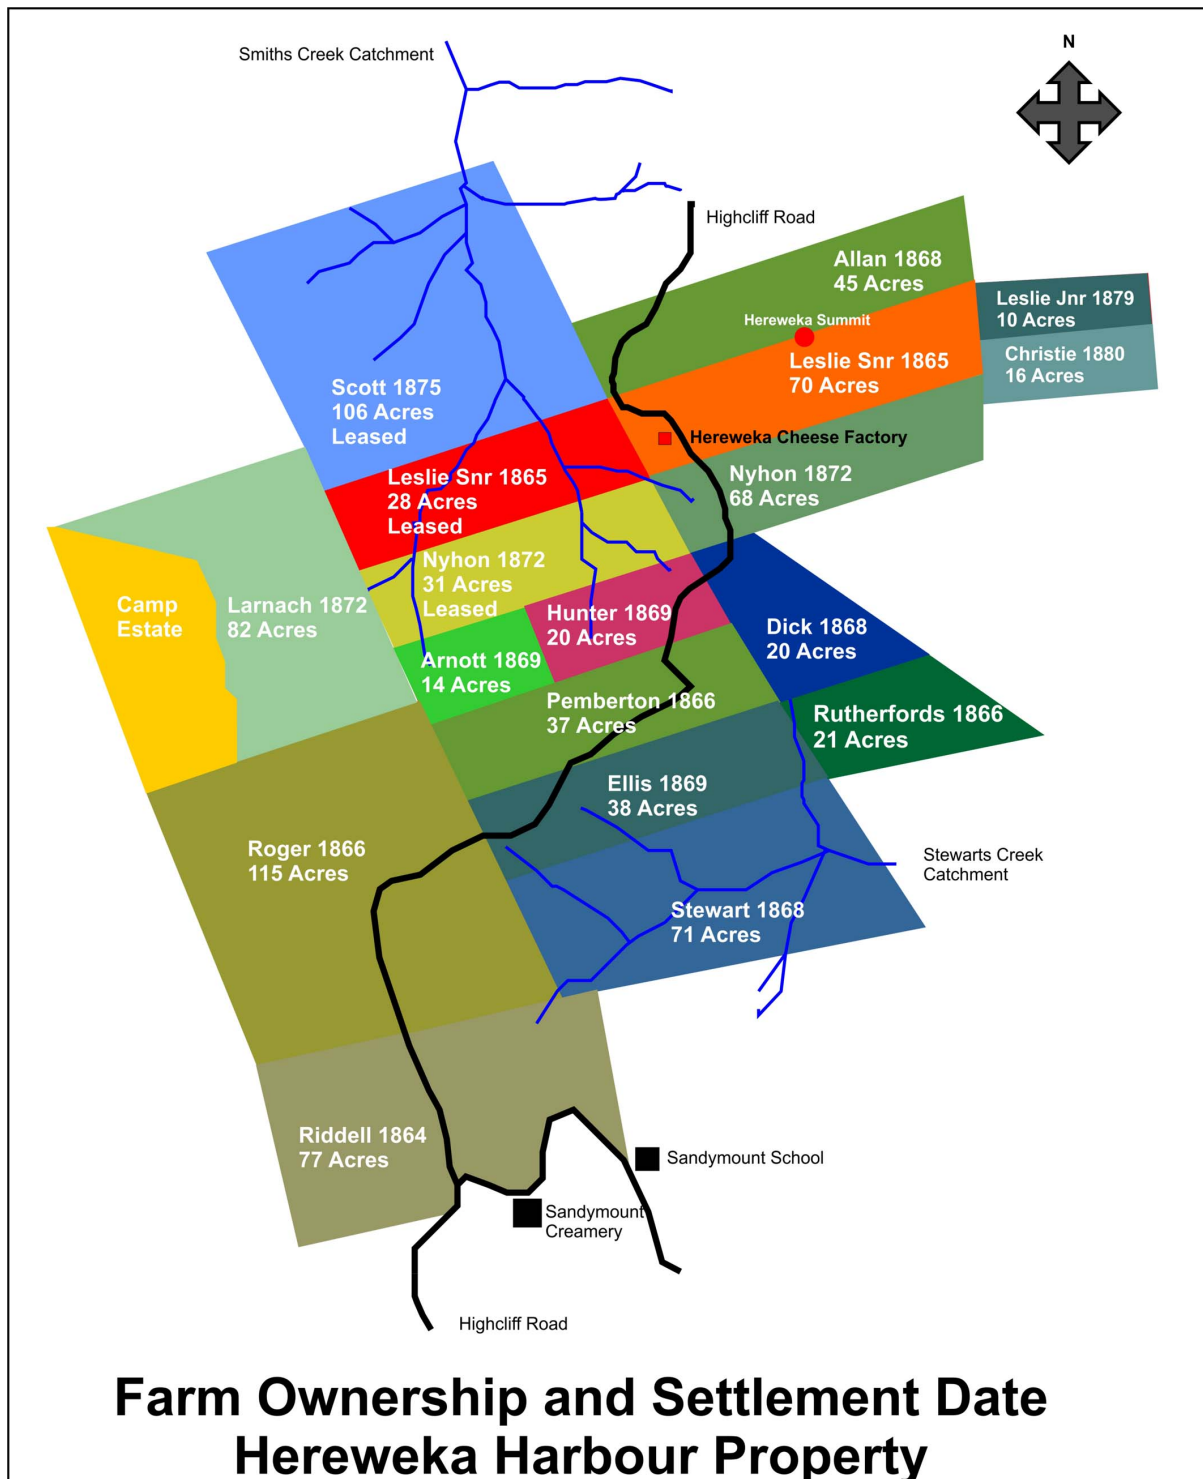 N
Smiths Creek Catchment
Highcliff Road
Allan 1868
45 Acres
Leslie Jnr 1879
10 Acres
Hereweka Summit
Leslie Snr 1865
70 Acres
Christie 1880
16 Acres
Scott 1875
106 Acres
Leased
Hereweka Cheese Factory
Leslie Snr 1865
28 Acres
Leased
Nyhon 1872
68 Acres
Nyhon 1872
31 Acres
Leased
Camp
Estate
Larnach 1872
82 Acres
Hunter 1869
20 Acres
Dick 1868
20 Acres
Arnott 1869
14 Acres
Pemberton 1866
37 Acres
Rutherfords 1866
21 Acres
Ellis 1869
38 Acres
Roger 1866
115 Acres
Stewarts Creek
Catchment
Stewart 1868
71 Acres
Riddell 1864
77 Acres
Sandymount School
Sandymount
Creamery
Highcliff Road
Farm Ownership and Settlement Date
Hereweka Harbour Property